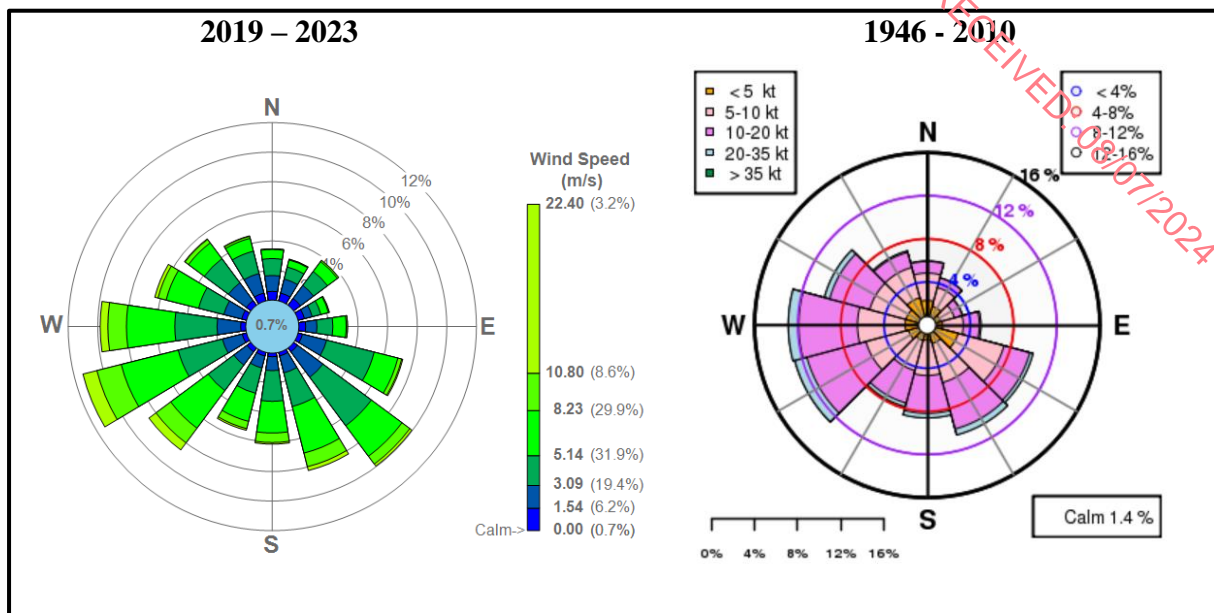 2019 – 2023
1946 - 2010
RECEIVED: 08/07/2024
N
12%
10%
8%
6%
4%
W
E
S
0.7%
Wind Speed
(m/s)
22.40 (3.2%)
10.80 (8.6%)
8.23 (29.9%)
5.14 (31.9%)
3.09 (19.4%)
1.54 (6.2%)
Calm-> 0.00 (0.7%)
< 5 kt
5-10 kt
10-20 kt
20-35 kt
> 35 kt
< 4%
4-8%
8-12%
12-16%
N
16 %
12 %
8 %
4 %
W
E
S
0% 4% 8% 12% 16%
Calm 1.4 %